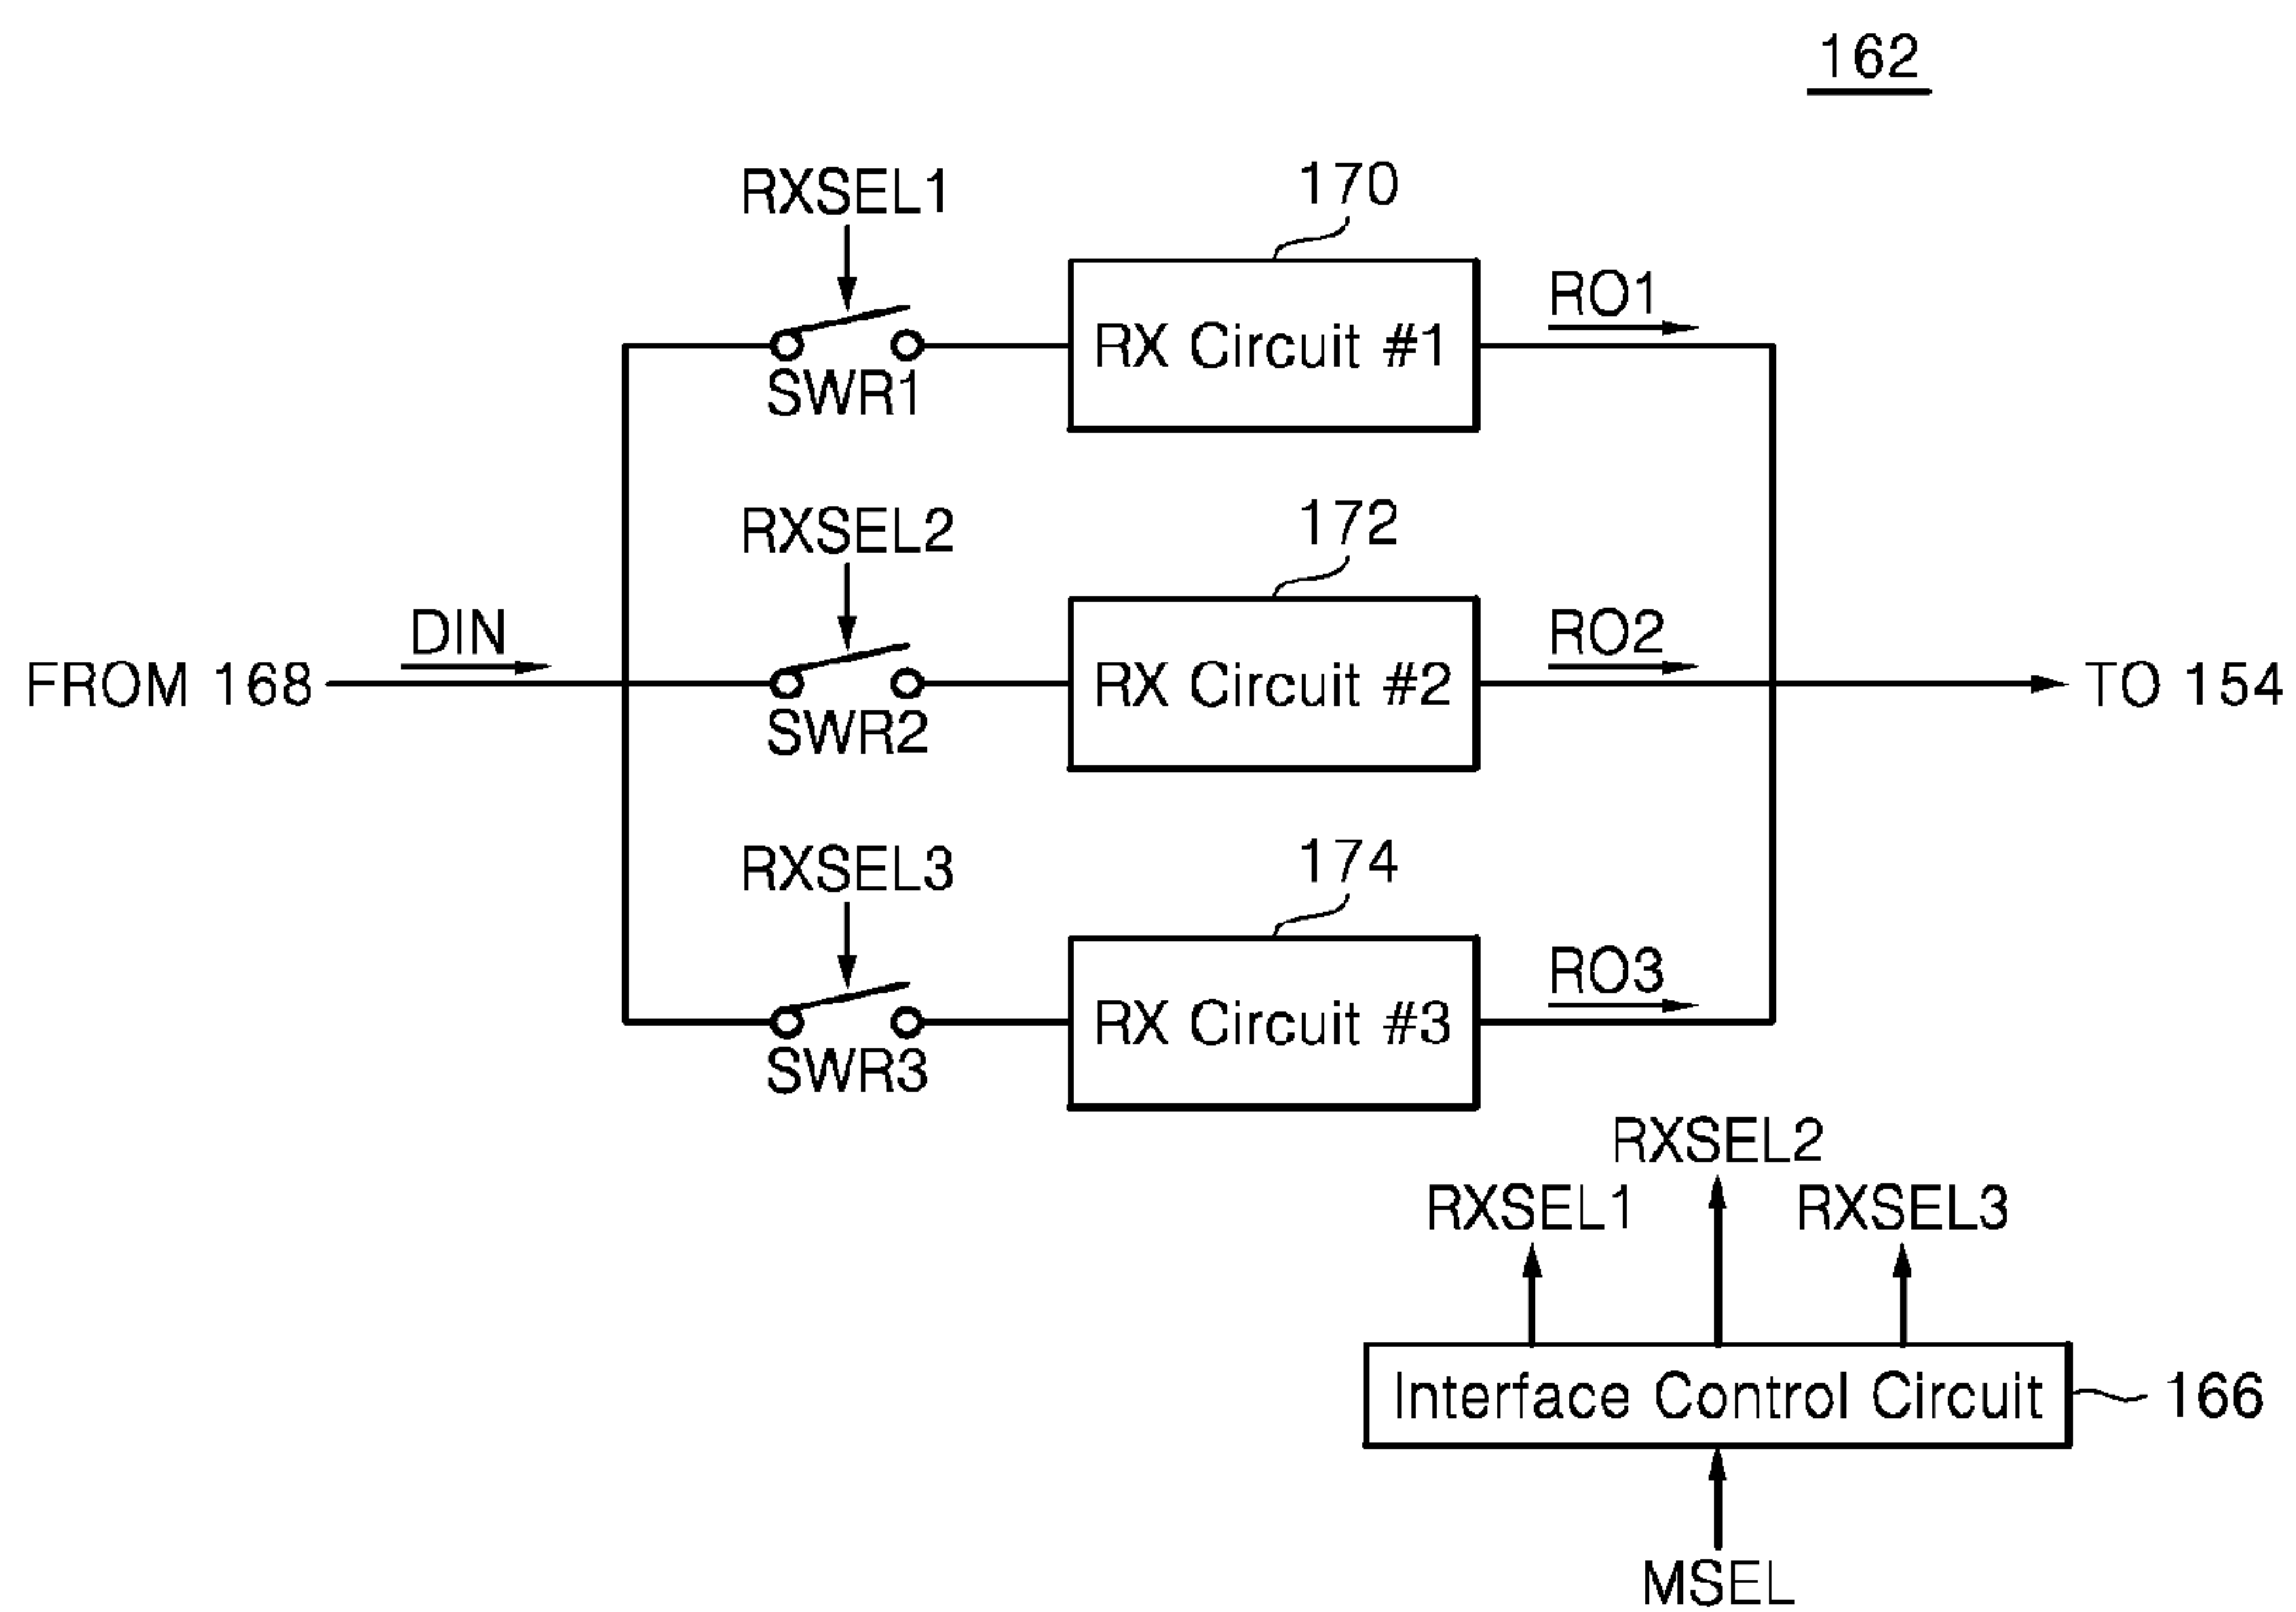 162
RXSEL1
170
RO1
RX Circuit #1
SWR1
RXSEL2
172
DIN
RO2
FROM 168
RX Circuit #2
TO 154
SWR2
RXSEL3
174
RO3
RX Circuit #3
SWR3
RXSEL2
RXSEL1
RXSEL3
Interface Control Circuit
166
MSEL